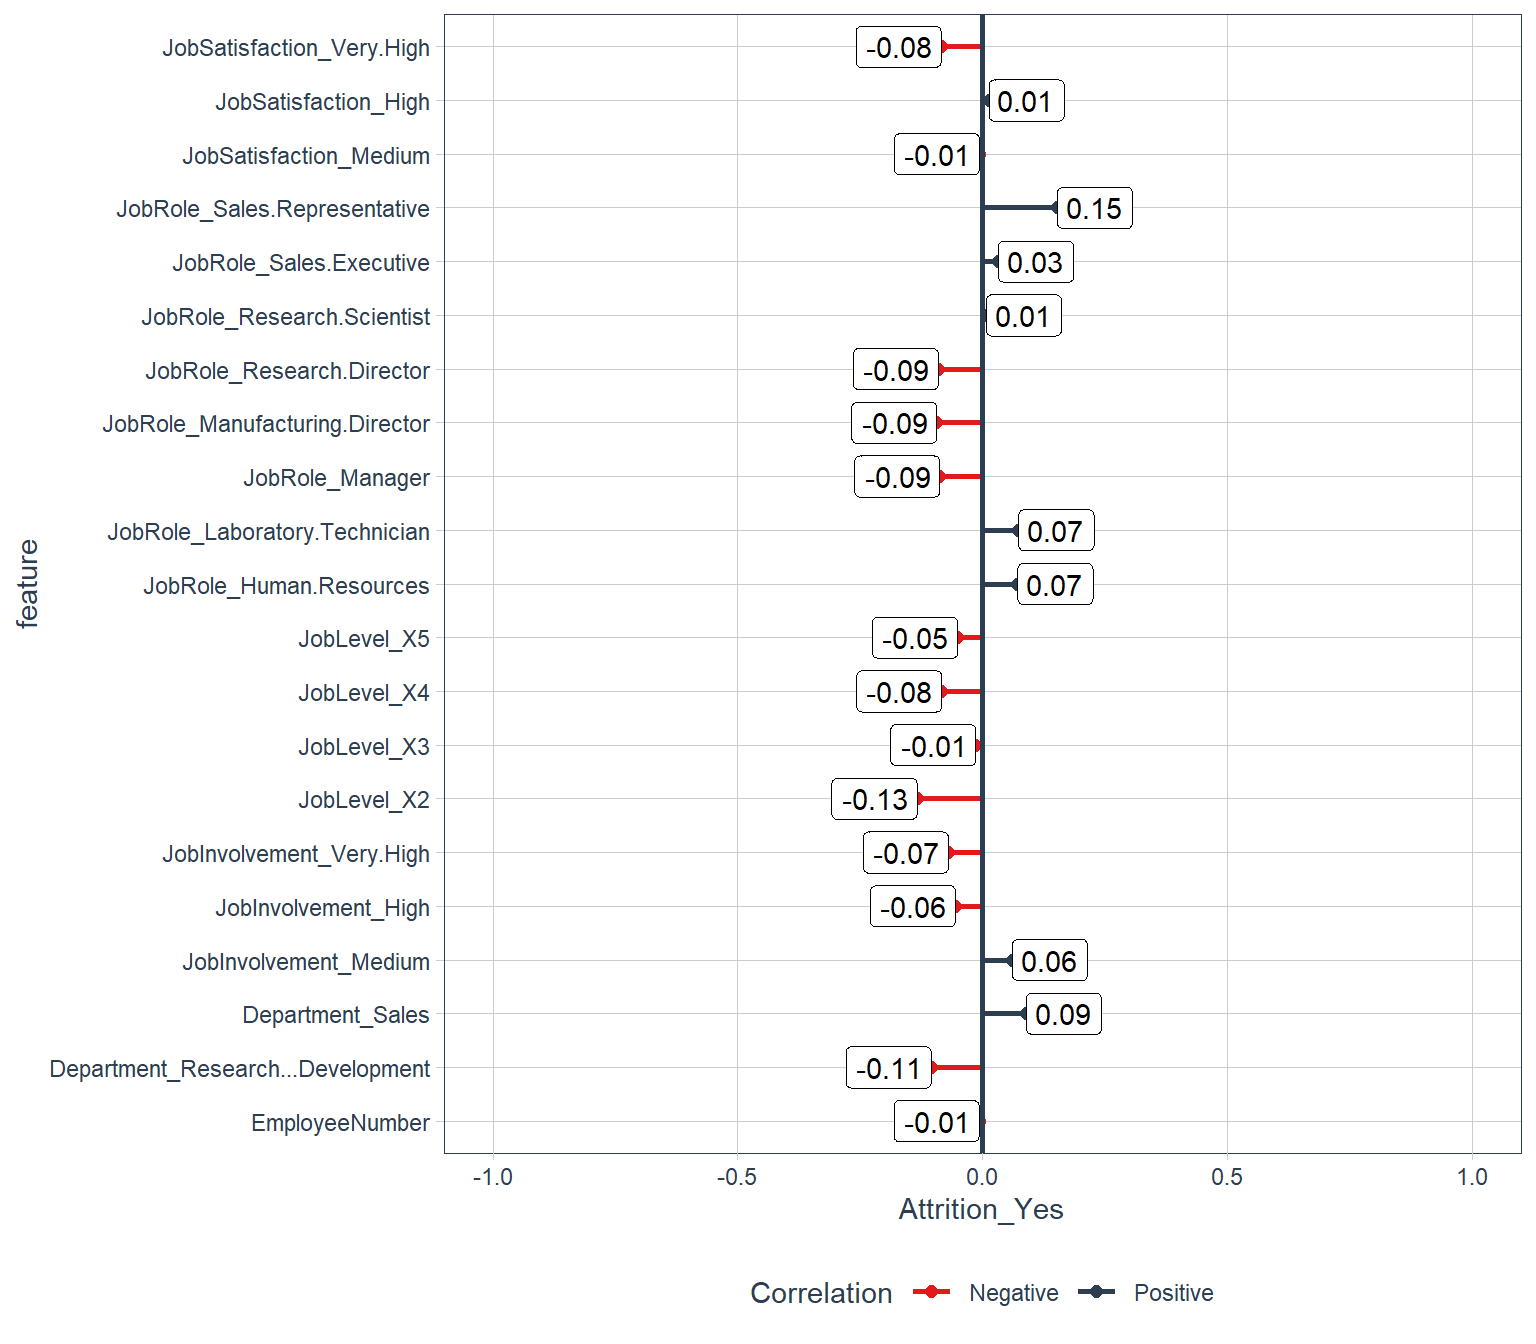 JobSatisfaction_Very.High -0.08
JobSatisfaction_High 0.01
JobSatisfaction_Medium -0.01
JobRole_Sales.Representative 0.15
JobRole_Sales.Executive 0.03
JobRole_Research.Scientist 0.01
JobRole_Research.Director -0.09
JobRole_Manufacturing.Director -0.09
JobRole_Manager -0.09
JobRole_Laboratory.Technician 0.07
JobRole_Human.Resources 0.07
feature
JobLevel_X5 -0.05
JobLevel_X4 -0.08
JobLevel_X3 -0.01
JobLevel_X2 -0.13
JobInvolvement_Very.High -0.07
JobInvolvement_High -0.06
JobInvolvement_Medium 0.06
Department_Sales 0.09
Department_Research...Development -0.11
EmployeeNumber -0.01
-1.0 -0.5 0.0 0.5 1.0
Attrition_Yes
Correlation Negative Positive